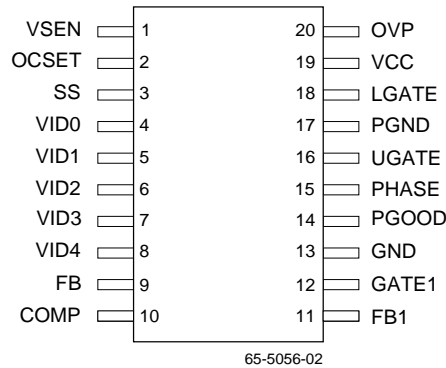 VSEN 1 20 OVP
OCSET 2 19 VCC
SS 3 18 LGATE
VID0 4 17 PGND
VID1 5 16 UGATE
VID2 6 15 PHASE
VID3 7 14 PGOOD
VID4 8 13 GND
FB 9 12 GATE1
COMP 10 11 FB1
65-5056-02